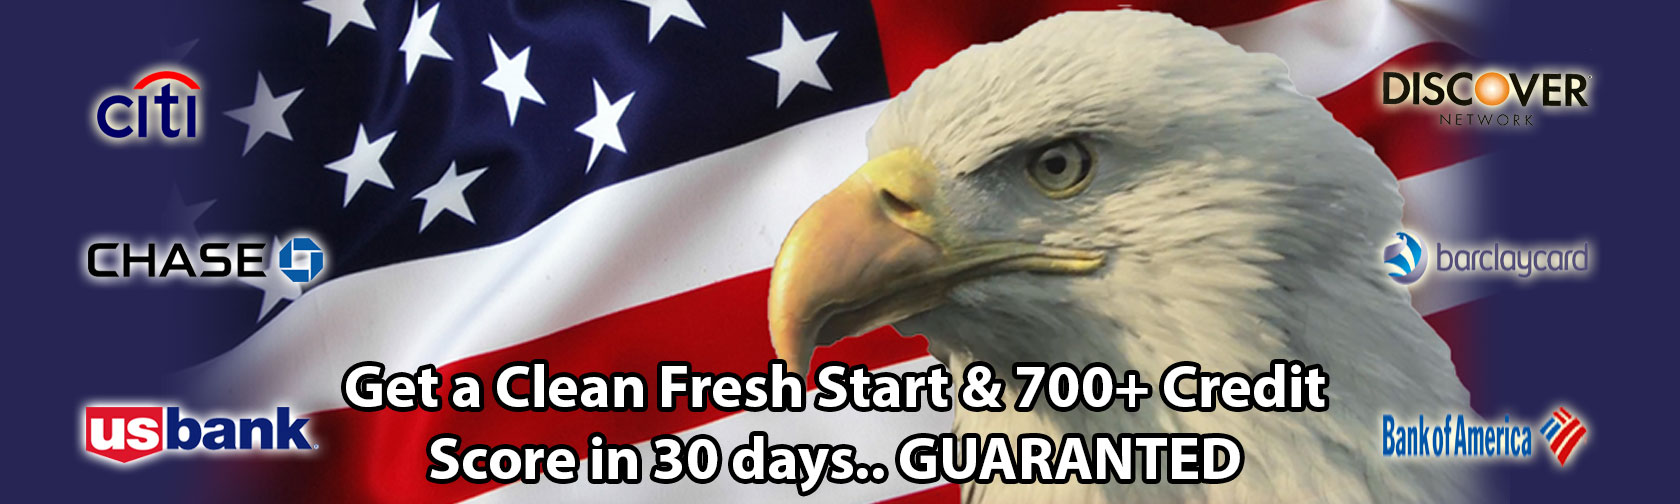 citi
DISCOVER
NETWORK
CHASE
barclaycard
Get a Clean Fresh Start & 700+ Credit
Score in 30 days.. GUARANTED
usbank
Bank of America